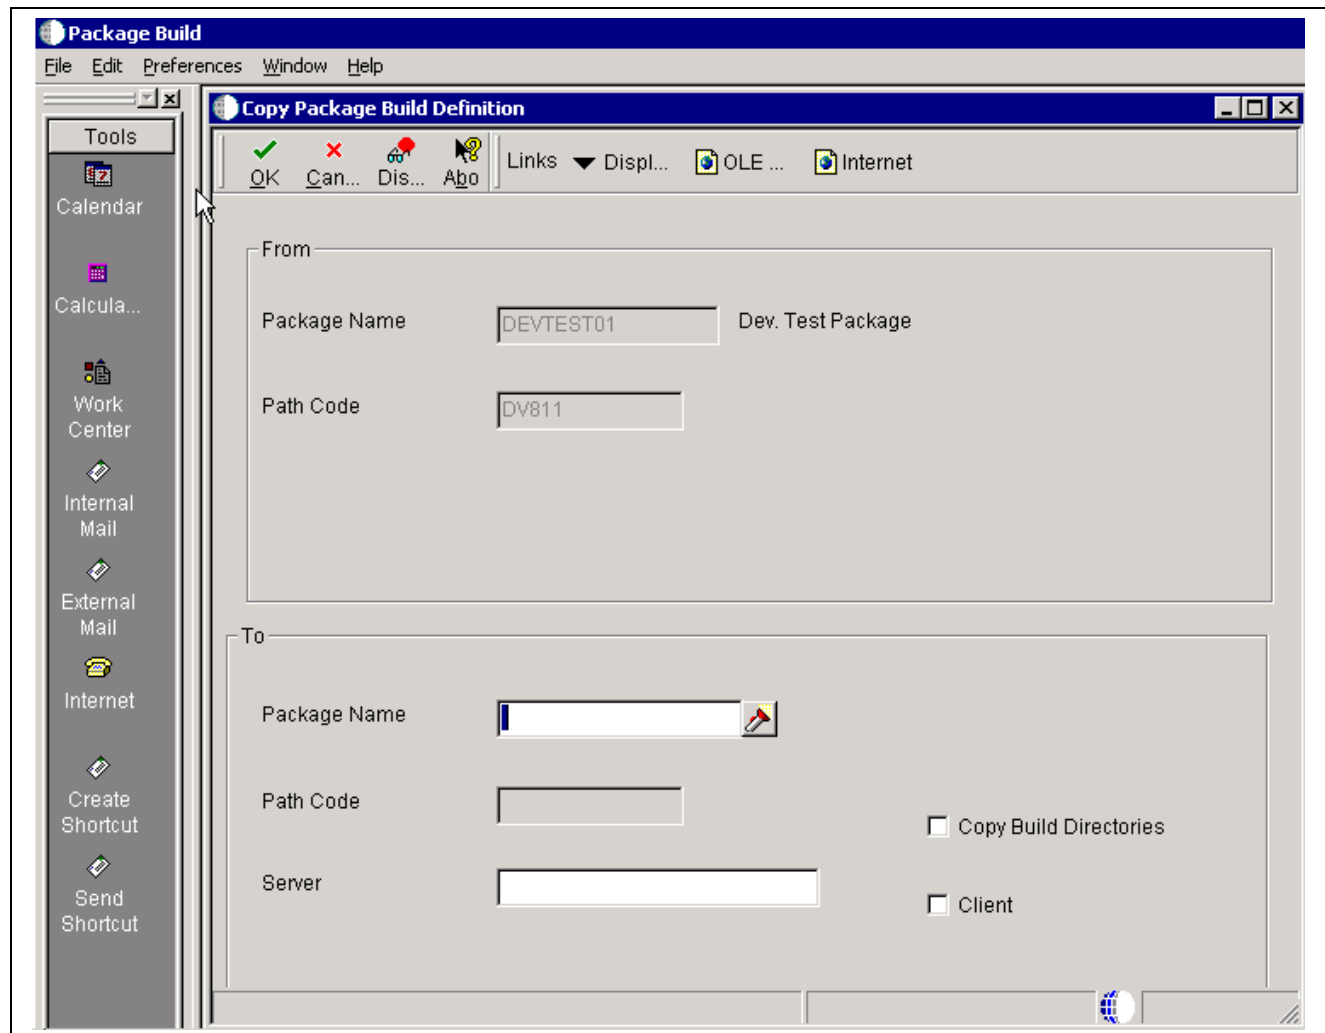 Package Build
File Edit Preferences Window Help
Tools
Calendar
Calcula...
Work
Center
Internal
Mail
External
Mail
Internet
Create
Shortcut
Send
Shortcut
Copy Package Build Definition
OK Can... Dis... Abo Links Displ... OLE ... Internet
From
Package Name DEVTEST01 Dev. Test Package
Path Code DV811
To
Package Name
Path Code
Copy Build Directories
Server
Client